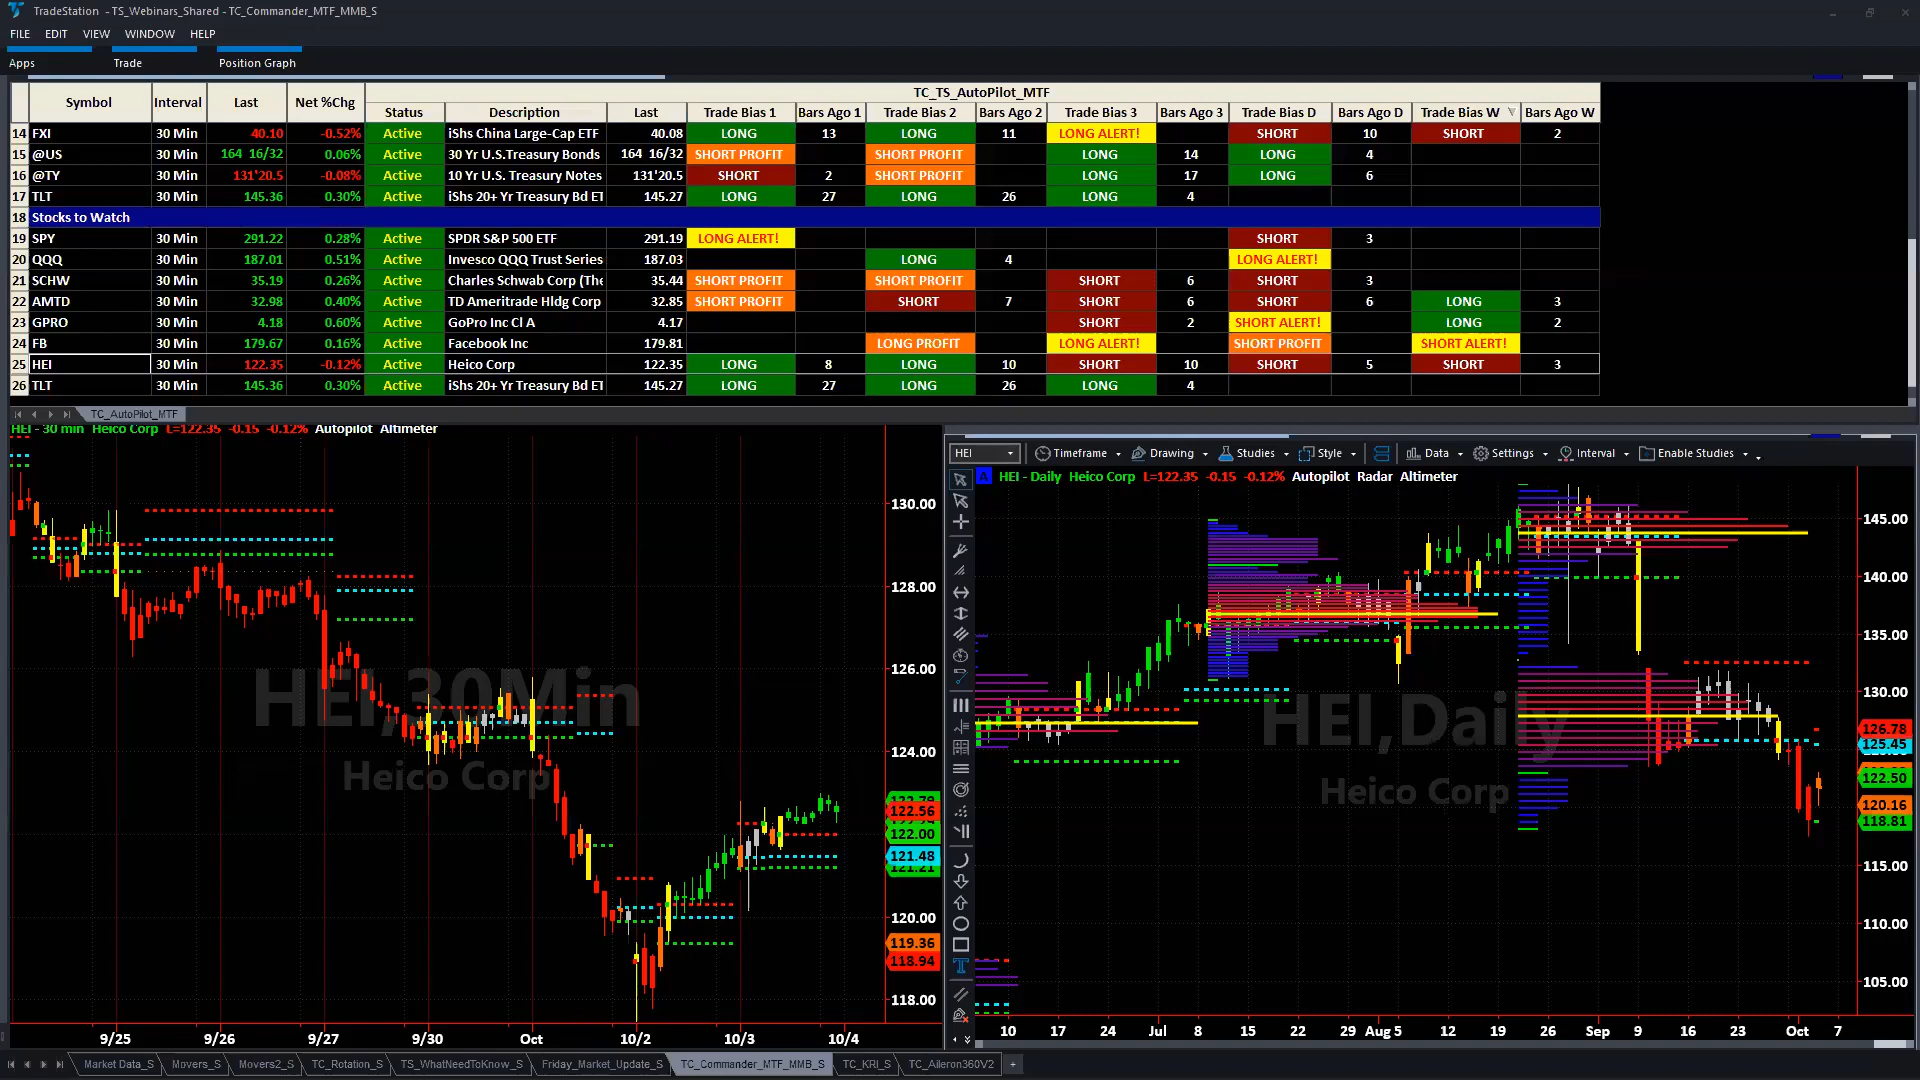 TradeStation - TS_Webinars_Shared - TC_Commander_MTF_MMB_S
FILE EDIT VIEW WINDOW HELP
Apps Trade Position Graph
TC_TS_AutoPilot_MTF
Symbol Interval Last Net %Chg Status Description Last Trade Bias 1 Bars Ago 1 Trade Bias 2 Bars Ago 2 Trade Bias 3 Bars Ago 3 Trade Bias D Bars Ago D Trade Bias W Bars Ago W
14 FXI 30 Min 40.10 -0.52% Active iShs China Large-Cap ETF 40.08 LONG 13 LONG 11 LONG ALERT! SHORT 10 SHORT 2
15 @US 30 Min 164 16/32 0.06% Active 30 Yr U.S.Treasury Bonds 164 16/32 SHORT PROFIT SHORT PROFIT LONG 14 LONG 4
16 @TY 30 Min 131'20.5 -0.08% Active 10 Yr U.S. Treasury Notes 131'20.5 SHORT 2 SHORT PROFIT LONG 17 LONG 6
17 TLT 30 Min 145.36 0.30% Active iShs 20+ Yr Treasury Bd ET 145.27 LONG 27 LONG 26 LONG 4
18 Stocks to Watch
19 SPY 30 Min 291.22 0.28% Active SPDR S&P 500 ETF 291.19 LONG ALERT! SHORT 3
20 QQQ 30 Min 187.01 0.51% Active Invesco QQQ Trust Series 187.03 LONG 4 LONG ALERT!
21 SCHW 30 Min 35.19 0.26% Active Charles Schwab Corp (The 35.44 SHORT PROFIT SHORT PROFIT SHORT 6 SHORT 3
22 AMTD 30 Min 32.98 0.40% Active TD Ameritrade Hldg Corp 32.85 SHORT PROFIT SHORT 7 SHORT 6 SHORT 6 LONG 3
23 GPRO 30 Min 4.18 0.60% Active GoPro Inc Cl A 4.17 SHORT 2 SHORT ALERT! LONG 2
24 FB 30 Min 179.67 0.16% Active Facebook Inc 179.81 LONG PROFIT LONG ALERT! SHORT PROFIT SHORT ALERT!
25 HEI 30 Min 122.35 -0.12% Active Heico Corp 122.35 LONG 8 LONG 10 SHORT 10 SHORT 5 SHORT 3
26 TLT 30 Min 145.36 0.30% Active iShs 20+ Yr Treasury Bd ET 145.27 LONG 27 LONG 26 LONG 4
TC_AutoPilot_MTF
HEI - 30 min Heico Corp L=122.35 -0.15 -0.12% Autopilot Altimeter
130.00
128.00
126.00
124.00
122.56
122.00
121.48
121.21
120.00
119.36
118.94
118.00
HEI,30Min
Heico Corp
9/25 9/26 9/27 9/30 Oct 10/2 10/3 10/4
HEI Timeframe Drawing Studies Style Data Settings Interval Enable Studies
A HEI - Daily Heico Corp L=122.35 -0.15 -0.12% Autopilot Radar Altimeter
145.00
140.00
135.00
130.00
126.78
125.45
122.50
120.16
118.81
115.00
110.00
105.00
HEI,Daily
Heico Corp
10 17 24 Jul 8 15 22 29 Aug 5 12 19 26 Sep 9 16 23 Oct 7
Market Data_S Movers_S Movers2_S TC_Rotation_S TS_WhatNeedToKnow_S Friday_Market_Update_S TC_Commander_MTF_MMB_S TC_KRI_S TC_Aileron360V2 +